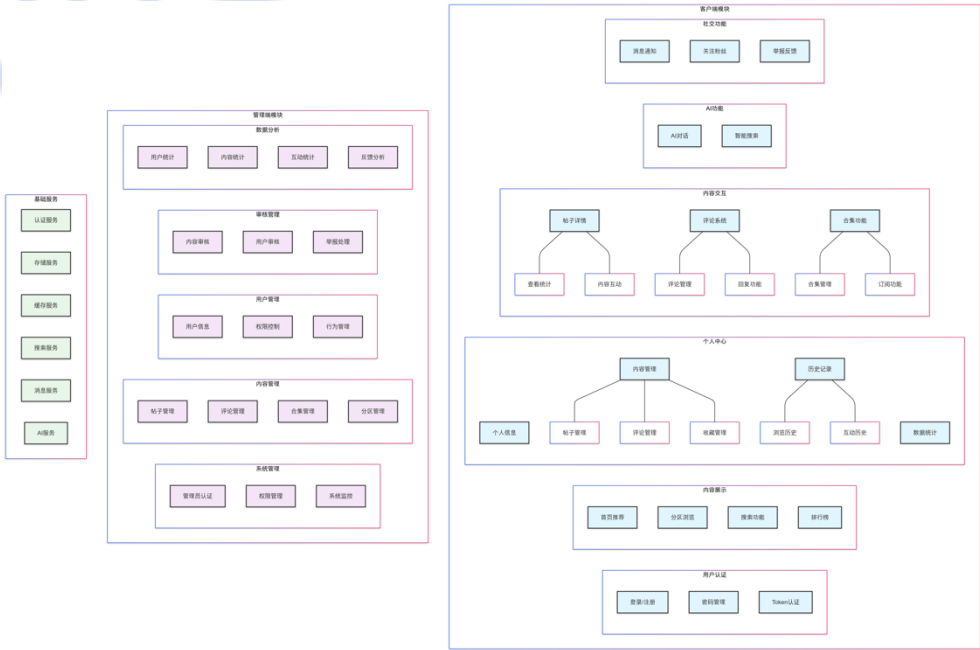 基础服务
认证服务
存储服务
缓存服务
搜索服务
消息服务
AI服务
管理端模块
数据分析
用户统计 内容统计 互动统计 反馈分析
审核管理
内容审核 用户审核 举报处理
用户管理
用户信息 权限控制 行为管理
内容管理
帖子管理 评论管理 合集管理 分区管理
系统管理
管理员认证 权限管理 系统监控
客户端模块
社交功能
消息通知 关注粉丝 举报反馈
AI功能
AI对话 智能搜索
内容交互
帖子详情 评论系统 合集功能
查看统计 内容互动 评论管理 回复功能 合集管理 订阅功能
个人中心
内容管理 历史记录
个人信息 帖子管理 评论管理 收藏管理 浏览历史 互动历史 数据统计
内容展示
首页推荐 分区浏览 搜索功能 排行榜
用户认证
登录/注册 密码管理 Token认证